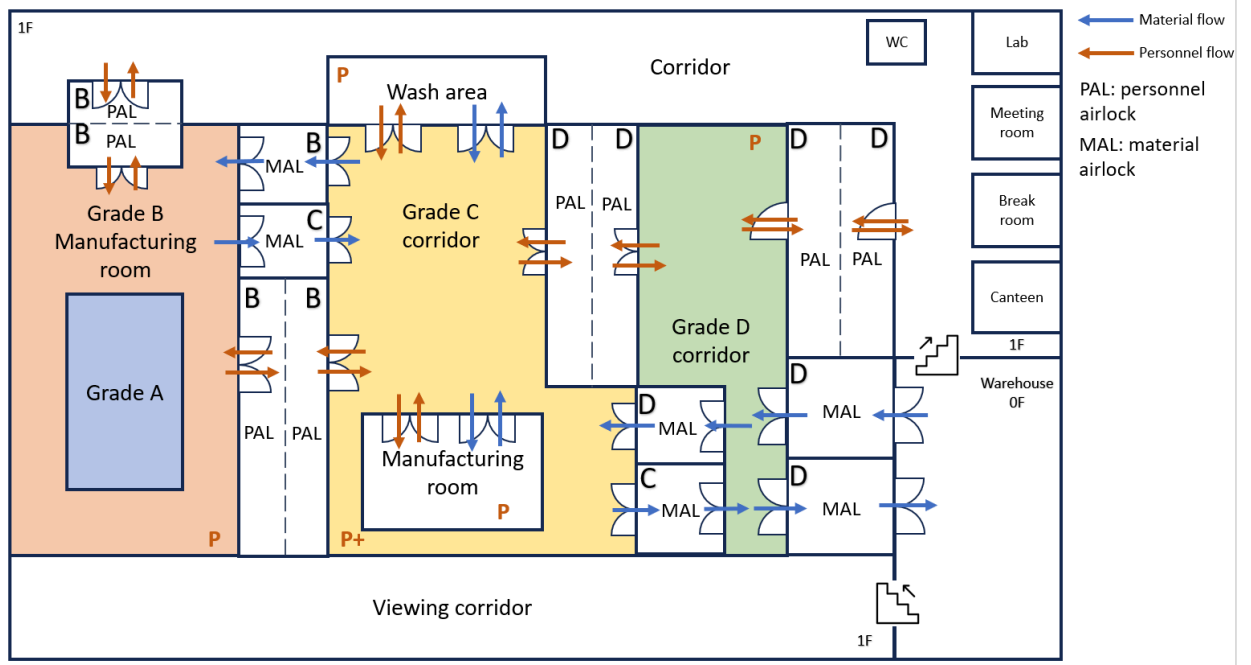 1F
WC
Lab
Material flow
Personnel flow
Corridor
P
Wash area
B
PAL
B
PAL
PAL: personnel
airlock
MAL: material
airlock
Meeting
room
B
MAL
D
D
P
D
D
Grade B
Manufacturing
room
Grade C
corridor
PAL
PAL
C
MAL
Break
room
PAL
PAL
B
B
Canteen
Grade D
corridor
1F
Grade A
D
Warehouse
0F
D
MAL
MAL
PAL
PAL
Manufacturing
room
P
C
MAL
D
MAL
P
P+
Viewing corridor
1F